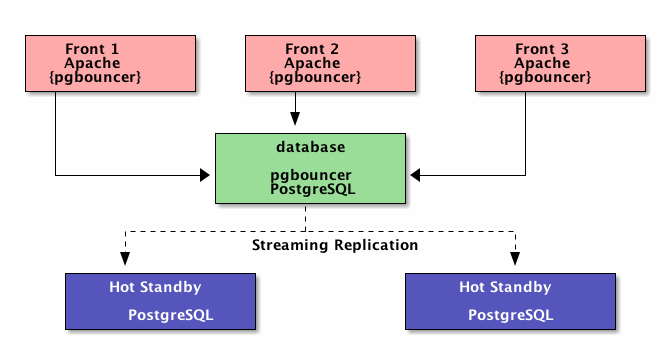 Front 1
Apache
{pgbouncer}
Front 2
Apache
{pgbouncer}
Front 3
Apache
{pgbouncer}
database
pgbouncer
PostgreSQL
Streaming Replication
Hot Standby
PostgreSQL
Hot Standby
PostgreSQL